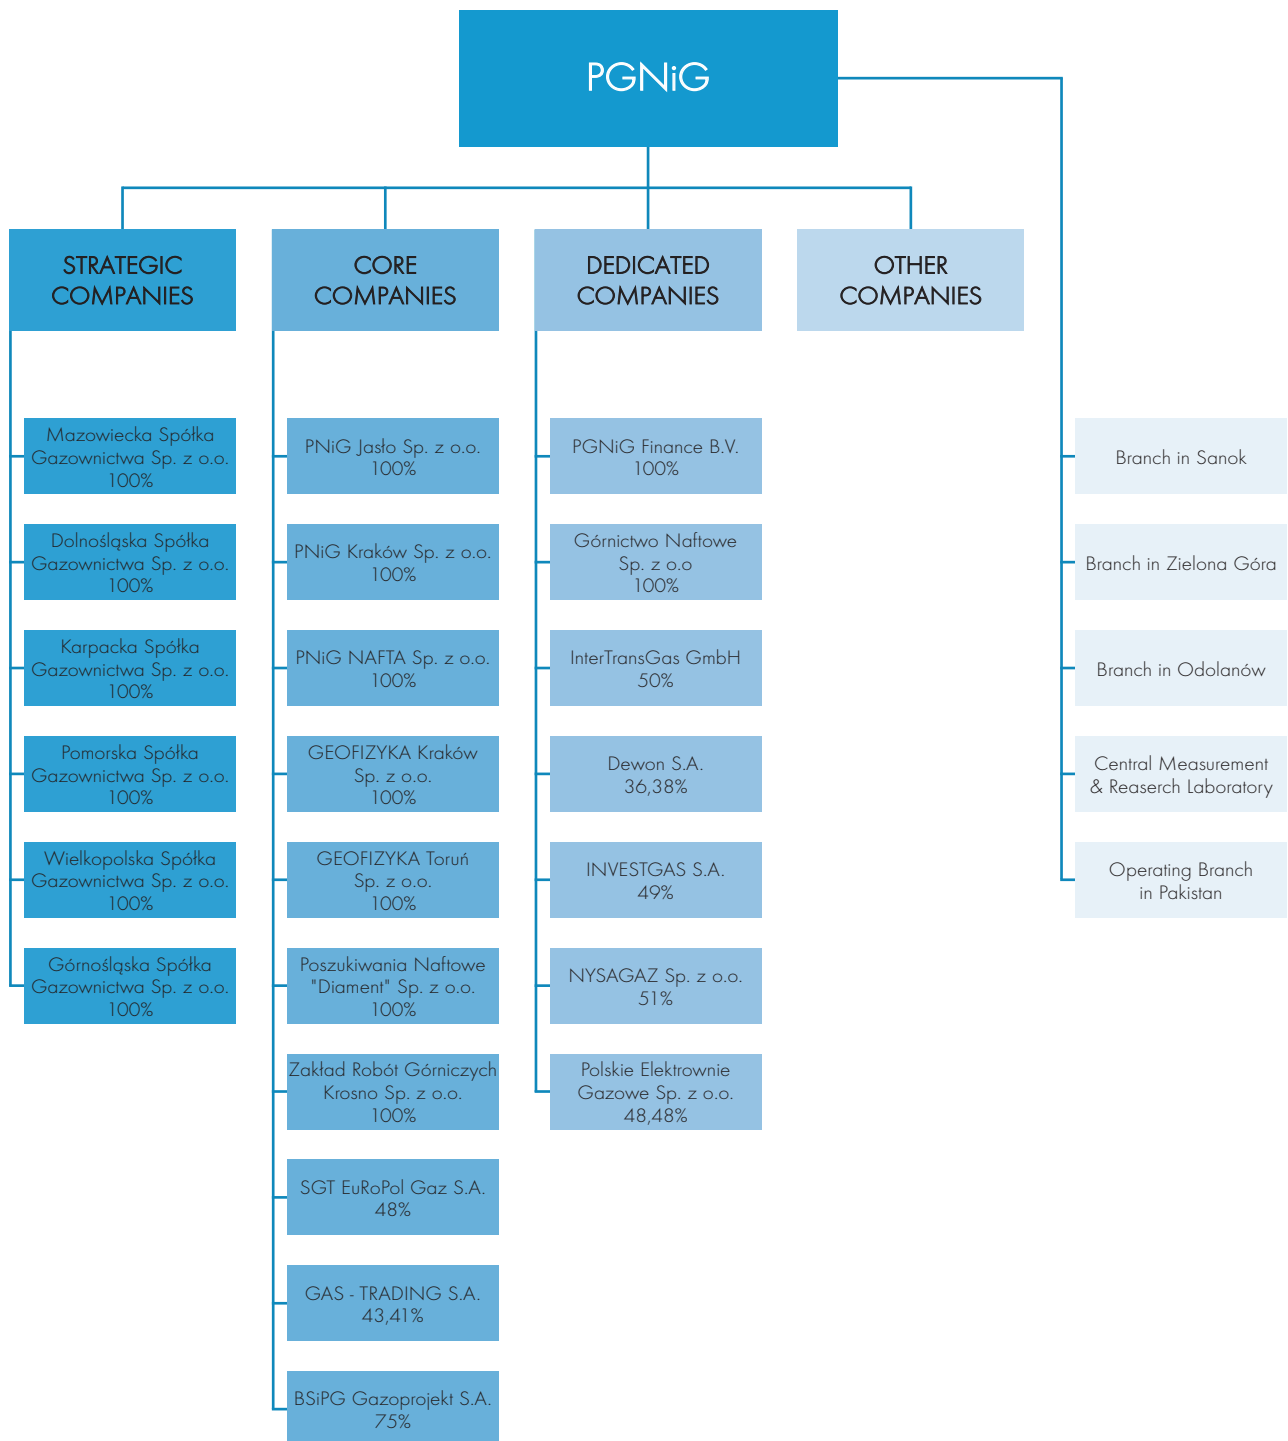 PGNiG
STRATEGIC
COMPANIES
Mazowiecka Spółka
Gazownictwa Sp. z o.o.
100%
Dolnośląska Spółka
Gazownictwa Sp. z o.o.
100%
Karpacka Spółka
Gazownictwa Sp. z o.o.
100%
Pomorska Spółka
Gazownictwa Sp. z o.o.
100%
Wielkopolska Spółka
Gazownictwa Sp. z o.o.
100%
Górnośląska Spółka
Gazownictwa Sp. z o.o.
100%
CORE
COMPANIES
PNiG Jasło Sp. z o.o.
100%
PNiG Kraków Sp. z o.o.
100%
PNiG NAFTA Sp. z o.o.
100%
GEOFIZYKA Kraków
Sp. z o.o.
100%
GEOFIZYKA Toruń
Sp. z o.o.
100%
Poszukiwania Naftowe
"Diament" Sp. z o.o.
100%
Zakład Robót Górniczych
Krosno Sp. z o.o.
100%
SGT EuRoPol Gaz S.A.
48%
GAS - TRADING S.A.
43,41%
BSiPG Gazoprojekt S.A.
75%
DEDICATED
COMPANIES
PGNiG Finance B.V.
100%
Górnictwo Naftowe
Sp. z o.o
100%
InterTransGas GmbH
50%
Dewon S.A.
36,38%
INVESTGAS S.A.
49%
NYSAGAZ Sp. z o.o.
51%
Polskie Elektrownie
Gazowe Sp. z o.o.
48,48%
OTHER
COMPANIES
Branch in Sanok
Branch in Zielona Góra
Branch in Odolanów
Central Measurement
& Reaserch Laboratory
Operating Branch
in Pakistan